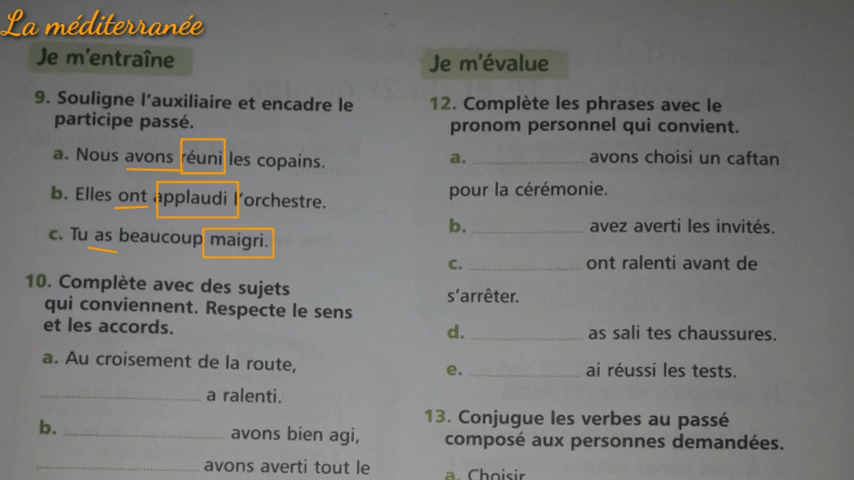 La méditerranée
Je m'entraîne
9. Souligne l'auxiliaire et encadre le
participe passé.
a. Nous avons réuni les copains.
b. Elles ont applaudi l'orchestre.
c. Tu as beaucoup maigri.
10. Complète avec des sujets
qui conviennent. Respecte le sens
et les accords.
a. Au croisement de la route,
a ralenti.
b. avons bien agi,
avons averti tout le
Je m'évalue
12. Complète les phrases avec le
pronom personnel qui convient.
a. avons choisi un caftan
pour la cérémonie.
b. avez averti les invités.
c. ont ralenti avant de
s'arrêter.
d. as sali tes chaussures.
e. ai réussi les tests.
13. Conjugue les verbes au passé
composé aux personnes demandées.
a. Choisir